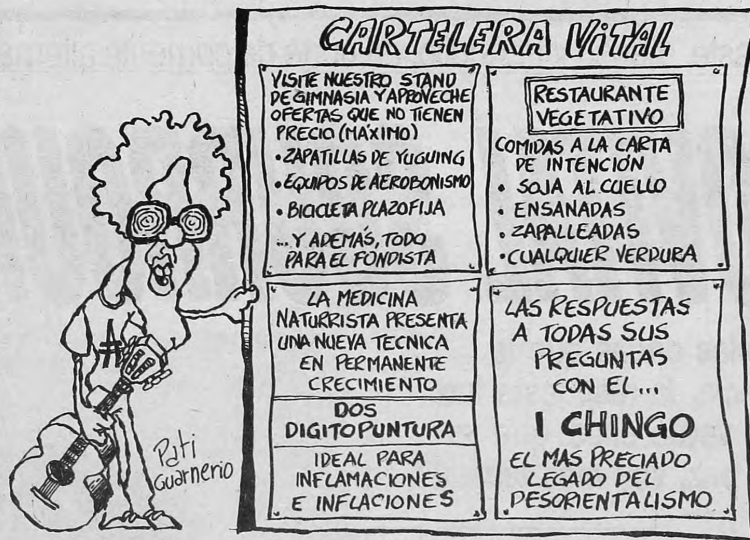 CARTELERA VITAL
VISITE NUESTRO STAND
DE GIMNASIA Y APROVECHE
OFERTAS QUE NO TIENEN
PRECIO (MÁXIMO)
• ZAPATILLAS DE YUGUING
• EQUIPOS DE AEROBONISMO
• BICICLETA PLAZOFIJA
... Y ADEMÁS, TODO
PARA EL FONDISTA
RESTAURANTE
VEGETATIVO
COMIDAS A LA CARTA
DE INTENCIÓN
• SOJA AL CUELLO
• ENSANADAS
• ZAPALLEADAS
• CUALQUIER VERDURA
LA MEDICINA
NATURRISTA PRESENTA
UNA NUEVA TECNICA
EN PERMANENTE
CRECIMIENTO
DOS
DIGITOPUNTURA
IDEAL PARA
INFLAMACIONES
E INFLACIONES
LAS RESPUESTAS
A TODAS SUS
PREGUNTAS
CON EL...
I CHINGO
EL MAS PRECIADO
LEGADO DEL
DESORIENTALISMO
Pati
Guarnerio